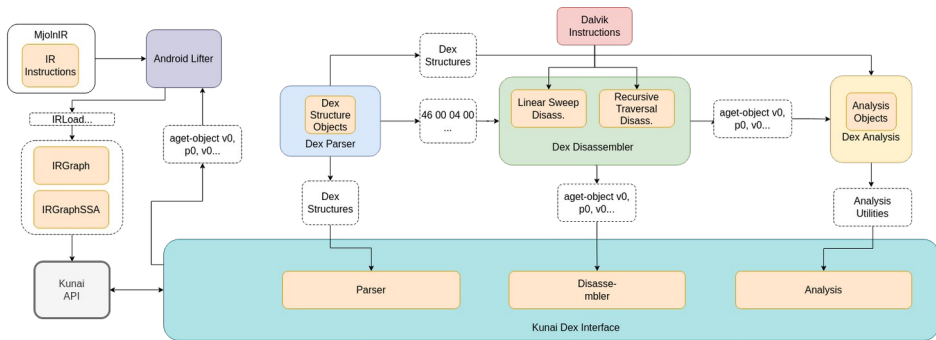 MjolnIR
IR
Instructions
Android Lifter
IRLoad...
aget-object v0,
p0, v0...
IRGraph
IRGraphSSA
Kunai
API
Dalvik
Instructions
Dex
Structures
Dex
Structure
Objects
Dex Parser
46 00 04 00
...
Linear Sweep
Disass.
Recursive
Traversal
Disass.
Dex Disassembler
aget-object v0,
p0, v0...
Analysis
Objects
Dex Analysis
Dex
Structures
aget-object v0,
p0, v0...
Analysis
Utilities
Parser
Disasse-
mbler
Analysis
Kunai Dex Interface